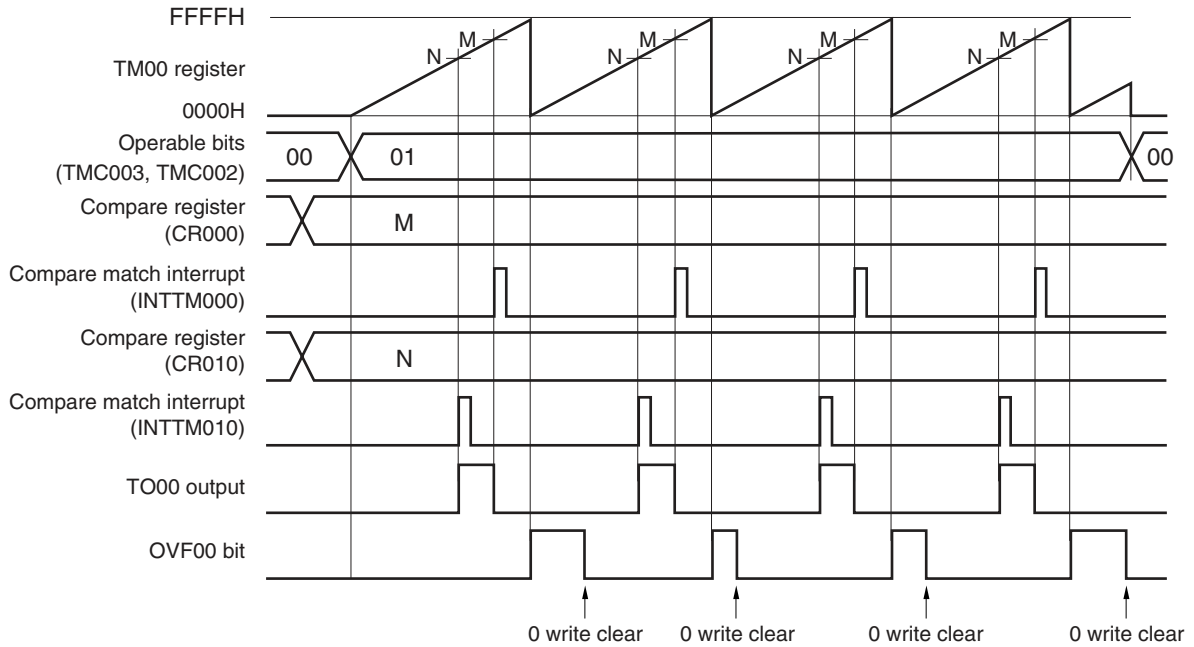 FFFFH
M M M M
N N N N
TM00 register
0000H
Operable bits
(TMC003, TMC002)
00 01 00
Compare register
(CR000)
M
Compare match interrupt
(INTTM000)
Compare register
(CR010)
N
Compare match interrupt
(INTTM010)
TO00 output
OVF00 bit
0 write clear 0 write clear 0 write clear 0 write clear